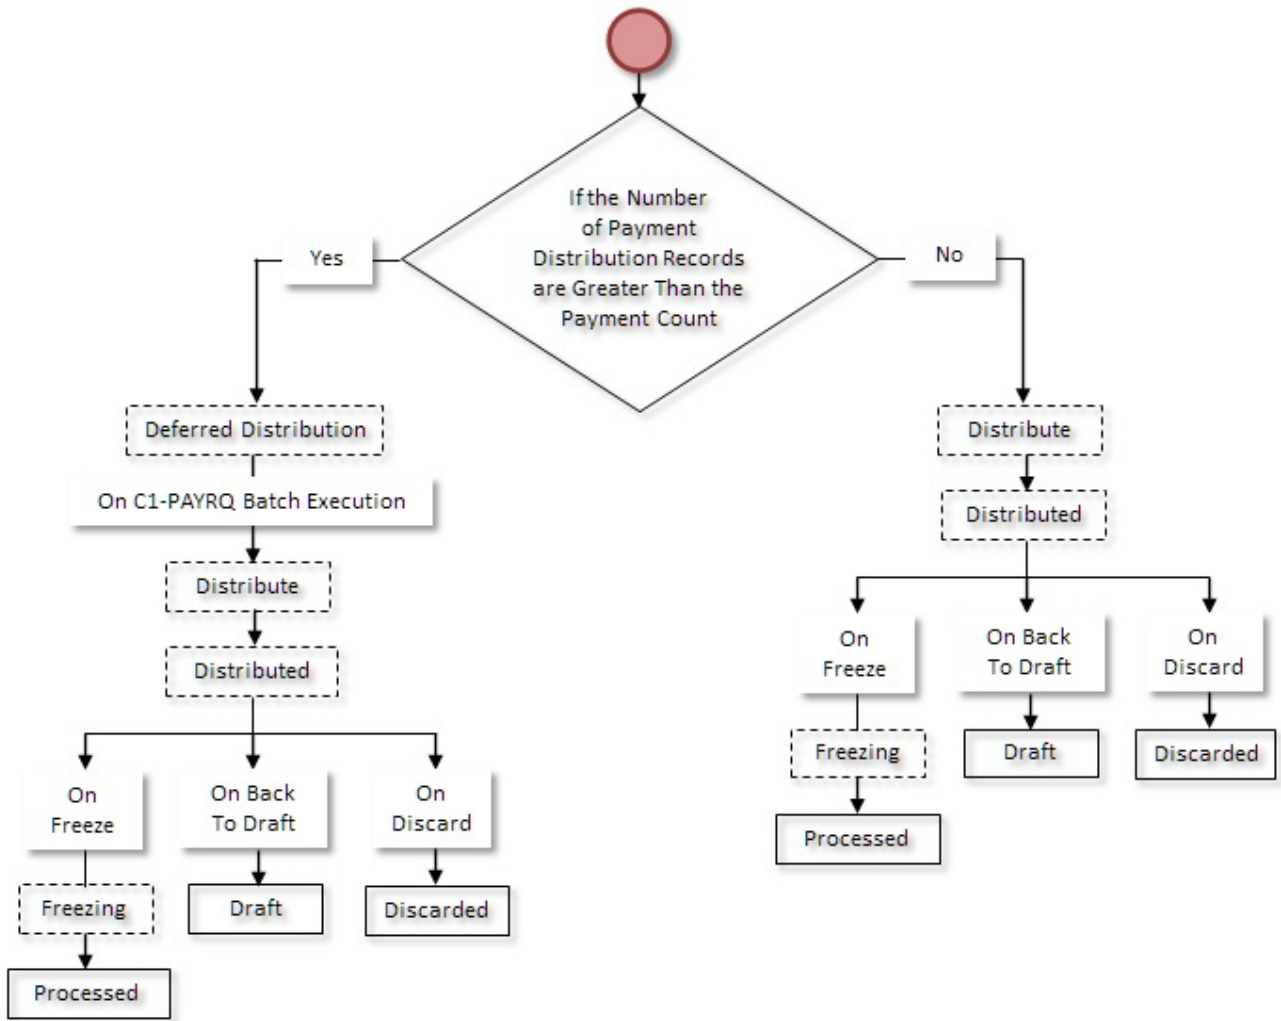 If the Number
of Payment
Distribution Records
are Greater Than the
Payment Count
Yes
No
Deferred Distribution
On C1-PAYRQ Batch Execution
Distribute
Distributed
On
Freeze
On Back
To Draft
On
Discard
Freezing
Draft
Discarded
Processed
Distribute
Distributed
On
Freeze
On Back
To Draft
On
Discard
Freezing
Draft
Discarded
Processed